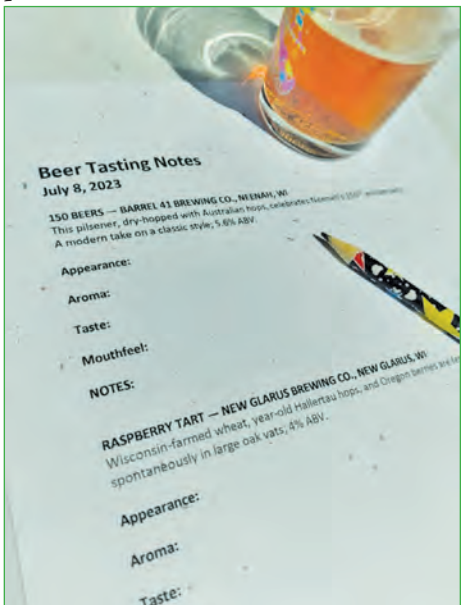 Beer Tasting Notes
July 8, 2023
150 BEERS — BARREL 41 BREWING CO., NEENAH, WI
This pilsener, dry-hopped with Australian hops, celebrates Neenah's 150th anniversary.
A modern take on a classic style; 5.6% ABV.
Appearance:
Aroma:
Taste:
Mouthfeel:
NOTES:
RASPBERRY TART — NEW GLARUS BREWING CO., NEW GLARUS, WI
Wisconsin-farmed wheat, year-old Hallertau hops, and Oregon berries are
spontaneously in large oak vats; 4% ABV.
Appearance:
Aroma:
Taste: